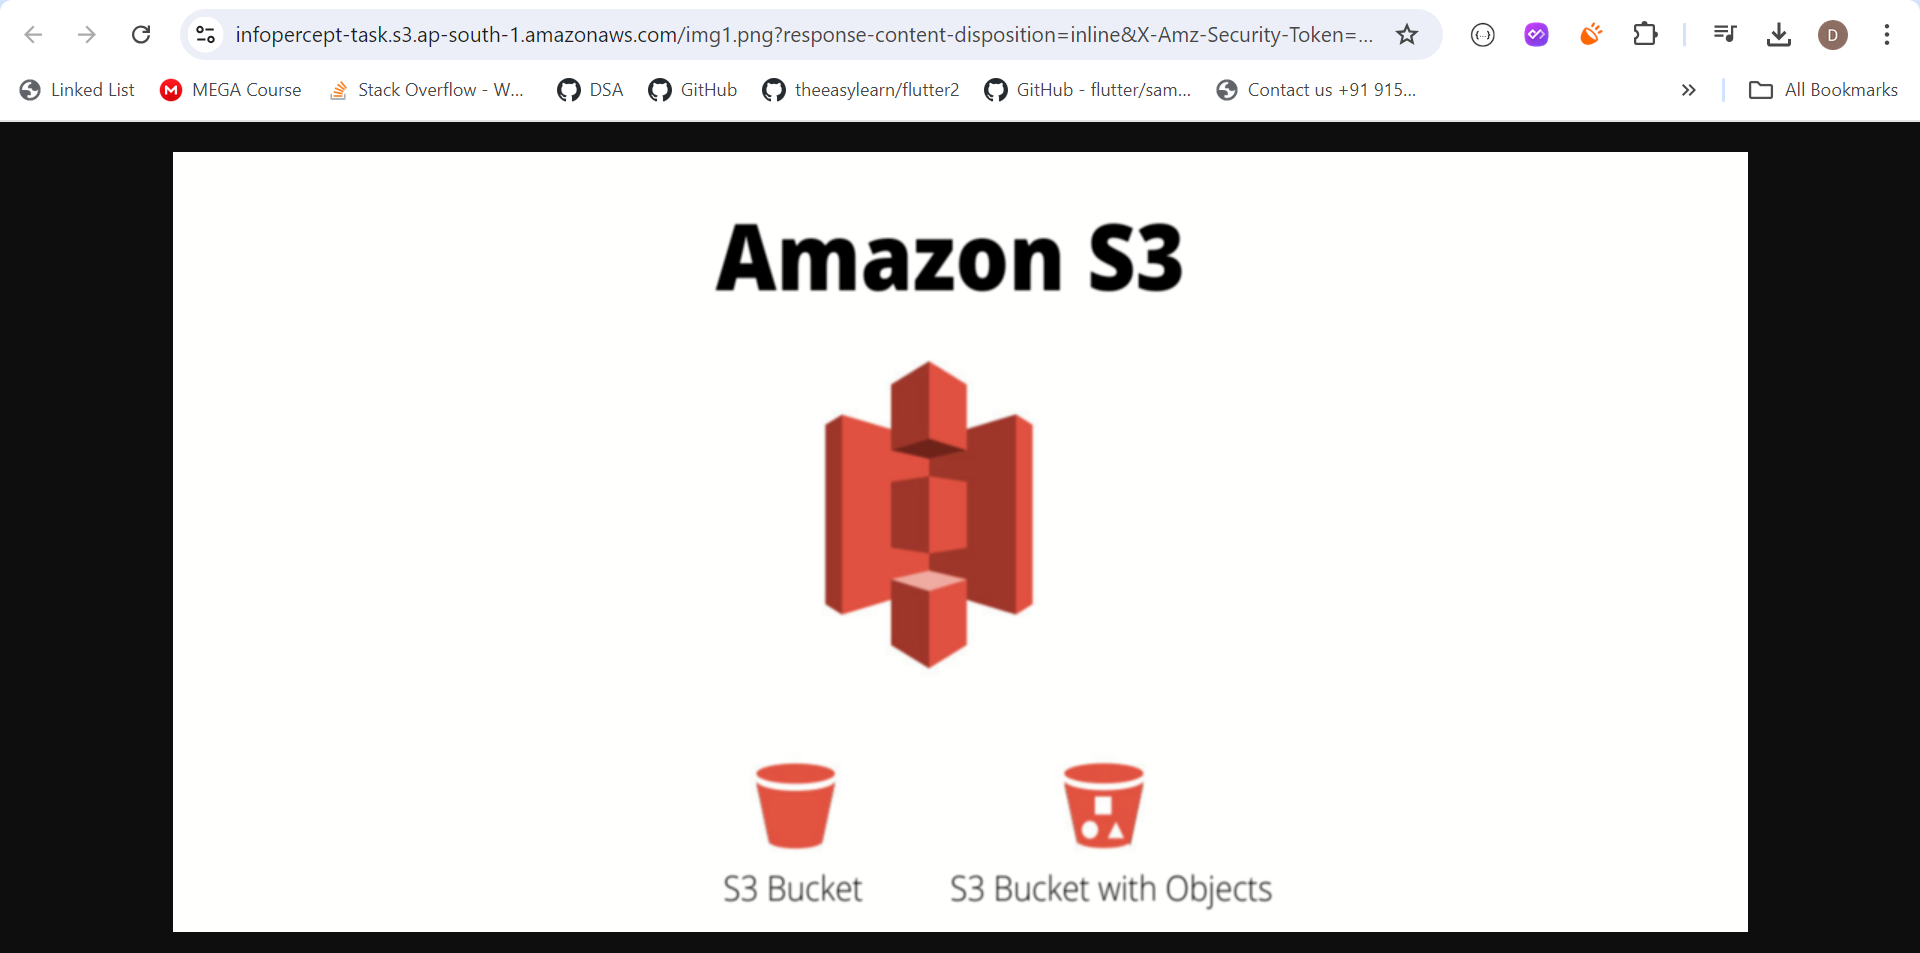 infopercept-task.s3.ap-south-1.amazonaws.com/img1.png?response-content-disposition=inline&X-Amz-Security-Token=...
D
Linked List
M MEGA Course
Stack Overflow - W...
DSA
GitHub
theeasylearn/flutter2
GitHub - flutter/sam...
Contact us +91 915...
All Bookmarks
Amazon S3
S3 Bucket
S3 Bucket with Objects